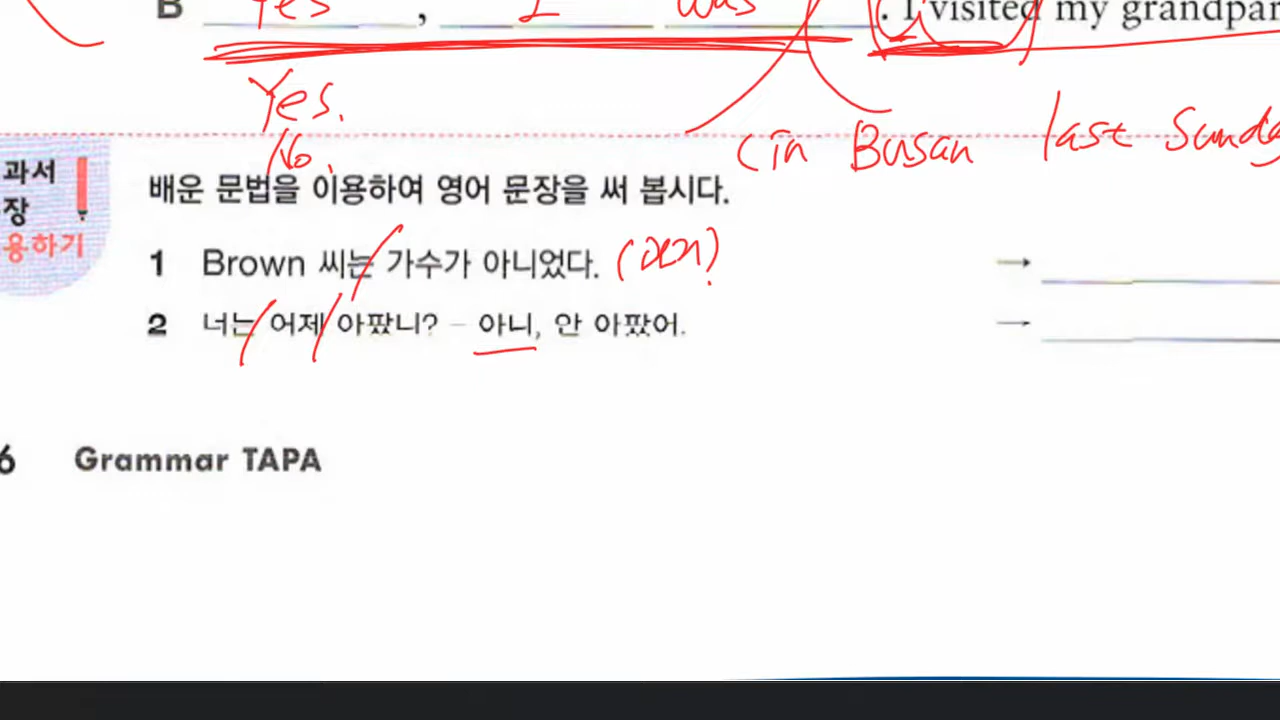 B Yes, I was. I visited my grandpar
Yes.
No.
(in Busan last Sunda
과서
장
용하기
배운 문법을 이용하여 영어 문장을 써 봅시다.
1 Brown 씨는 가수가 아니었다. →
2 너는 어제 아팠니? – 아니, 안 아팠어. →
6 Grammar TAPA